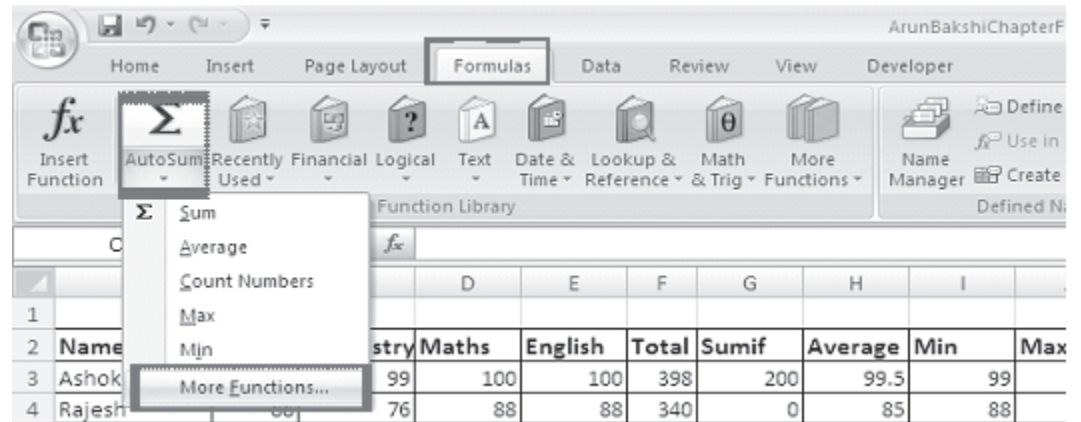 ArunBakshiChapterF
Home Insert Page Layout Formulas Data Review View Developer
fx Σ ? A θ Define
Insert Function AutoSum Recently Used Financial Logical Text Date & Time Lookup & Reference Math & Trig More Functions Name Manager Use in
Create
Function Library Defined Na
Σ Sum
Average
Count Numbers
Max
Min
More Functions...
C fx
D E F G H I
1
2 Name stry Maths English Total Sumif Average Min Max
3 Ashok 99 100 100 398 200 99.5 99
4 Rajesh 76 88 88 340 0 85 88